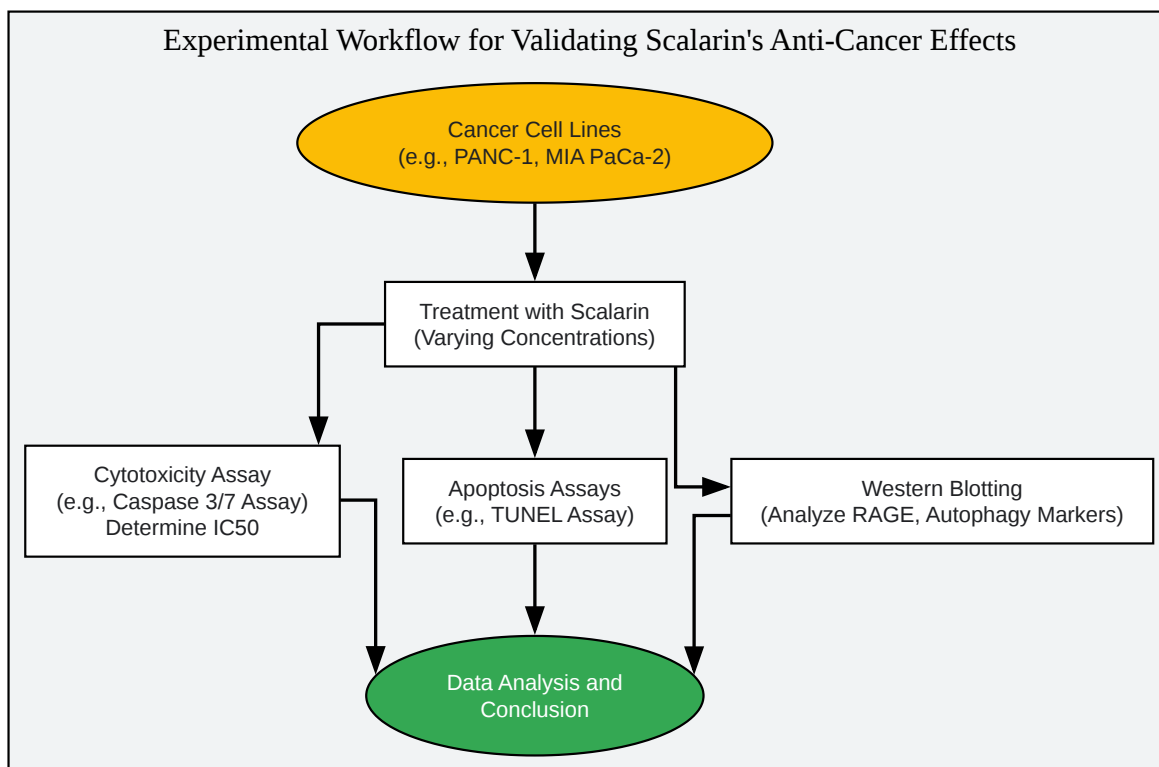 Experimental Workflow for Validating Scalarin's Anti-Cancer Effects
Cancer Cell Lines
(e.g., PANC-1, MIA PaCa-2)
Treatment with Scalarin
(Varying Concentrations)
Cytotoxicity Assay
(e.g., Caspase 3/7 Assay)
Determine IC50
Apoptosis Assays
(e.g., TUNEL Assay)
Western Blotting
(Analyze RAGE, Autophagy Markers)
Data Analysis and
Conclusion